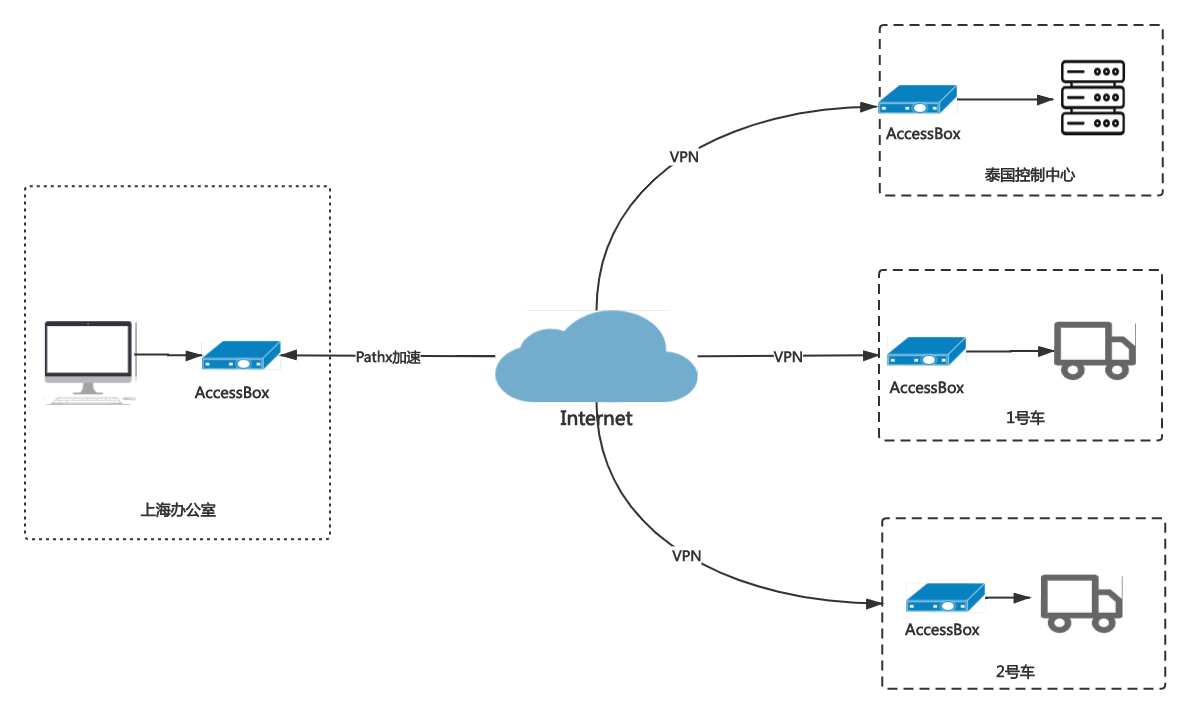 上海办公室
AccessBox
Pathx加速
Internet
VPN
AccessBox
泰国控制中心
VPN
AccessBox
1号车
VPN
AccessBox
2号车